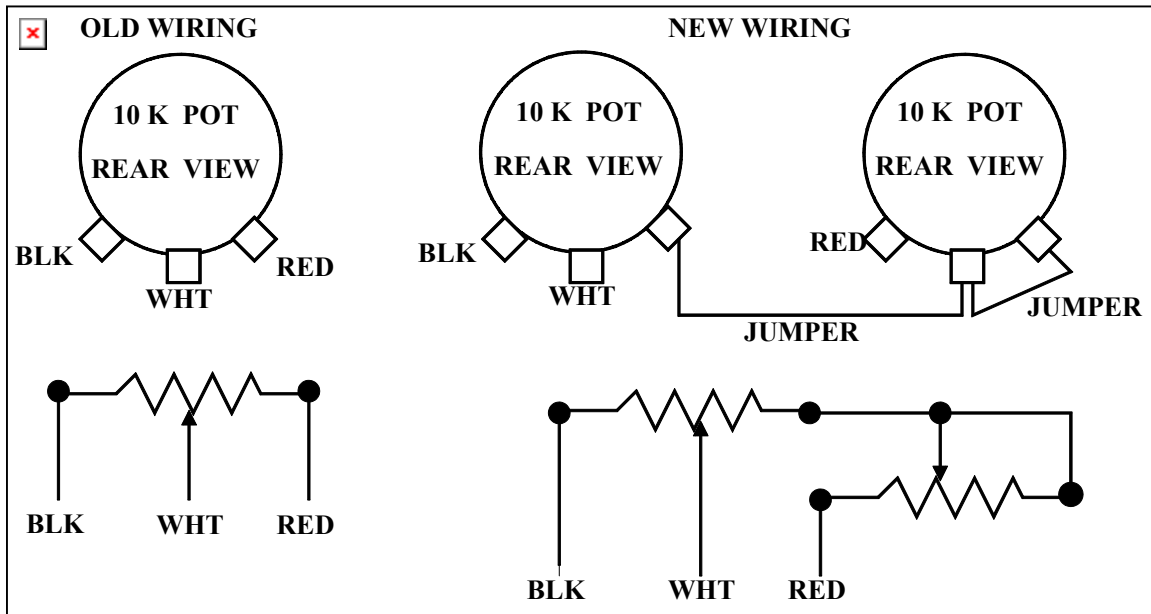 OLD WIRING
NEW WIRING
10 K POT
REAR VIEW
BLK
WHT
RED
10 K POT
REAR VIEW
BLK
WHT
10 K POT
REAR VIEW
RED
JUMPER
JUMPER
BLK
WHT
RED
BLK
WHT
RED